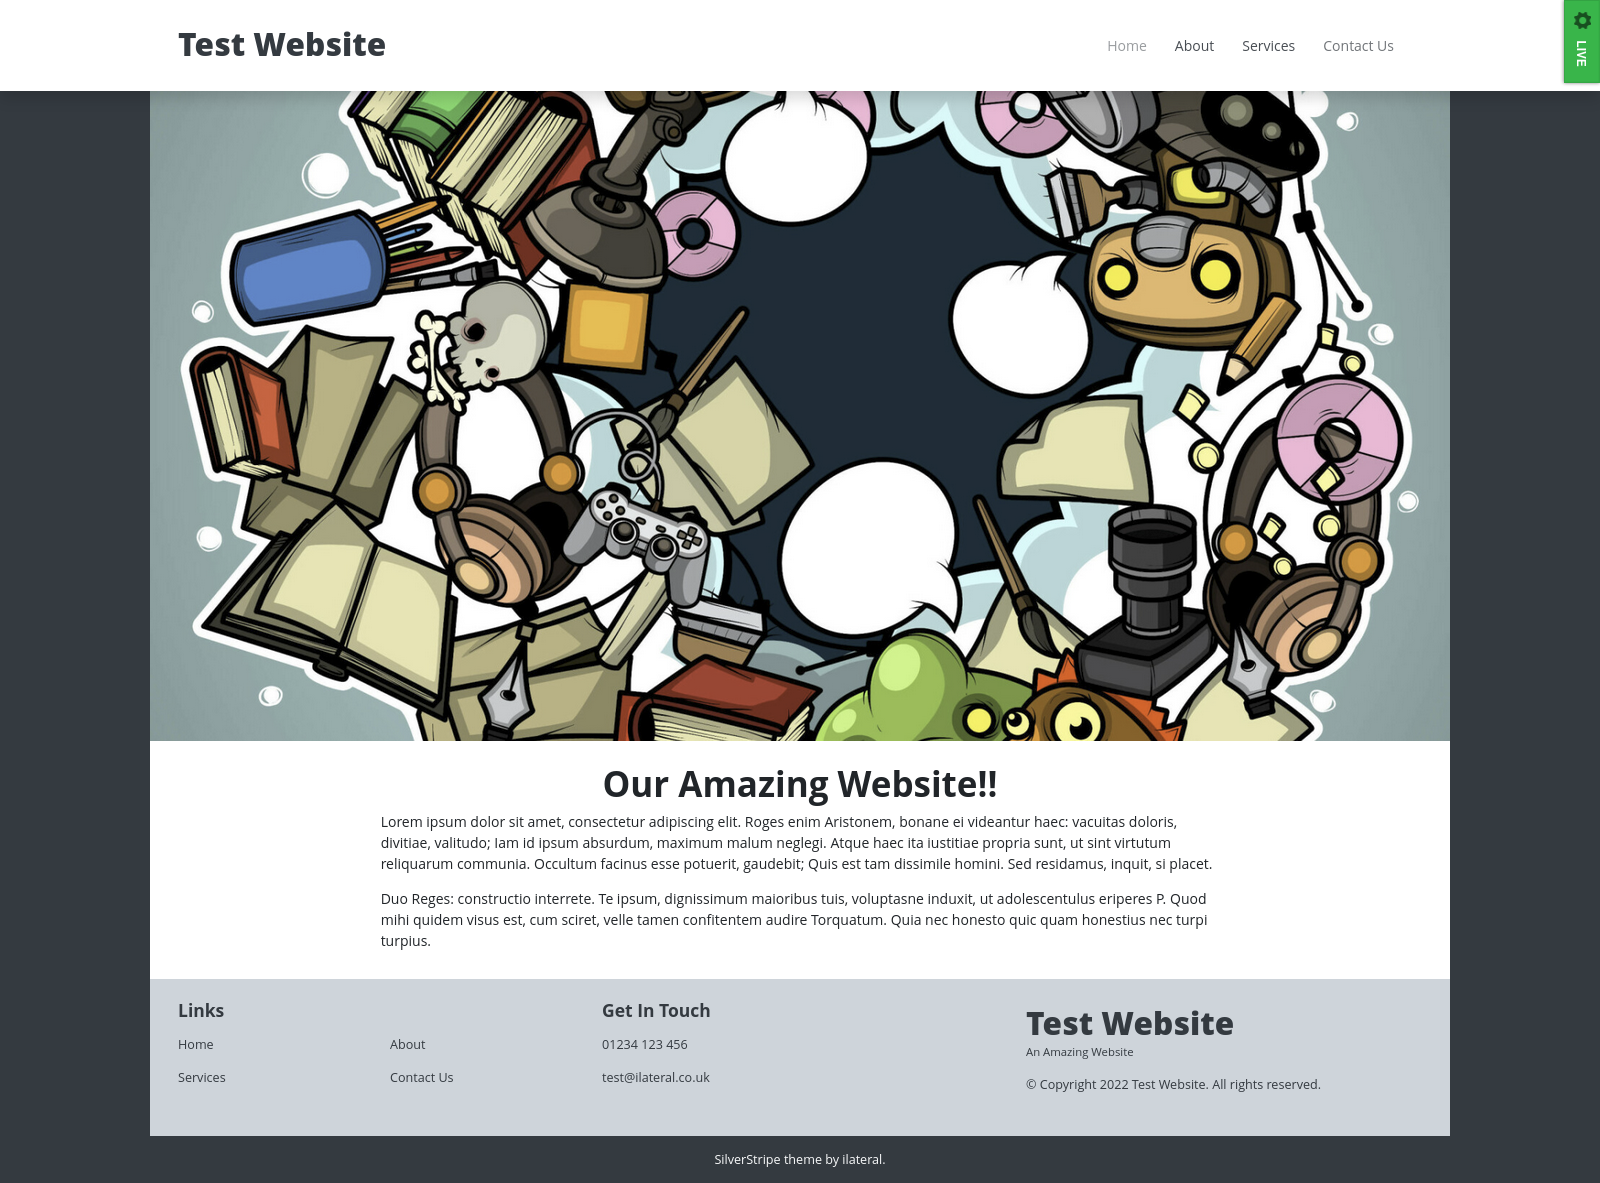 Test Website
Home
About
Services
Contact Us
LIVE
Our Amazing Website!!
Lorem ipsum dolor sit amet, consectetur adipiscing elit. Roges enim Aristonem, bonane ei videantur haec: vacuitas doloris,
divitiae, valitudo; Iam id ipsum absurdum, maximum malum neglegi. Atque haec ita iustitiae propria sunt, ut sint virtutum
reliquarum communia. Occultum facinus esse potuerit, gaudebit; Quis est tam dissimile homini. Sed residamus, inquit, si placet.
Duo Reges: constructio interrete. Te ipsum, dignissimum maioribus tuis, voluptasne induxit, ut adolescentulus eriperes P. Quod
mihi quidem visus est, cum sciret, velle tamen confitentem audire Torquatum. Quia nec honesto quic quam honestius nec turpi
turpius.
Links
Home
About
Services
Contact Us
Get In Touch
01234 123 456
test@ilateral.co.uk
Test Website
An Amazing Website
© Copyright 2022 Test Website. All rights reserved.
SilverStripe theme by ilateral.